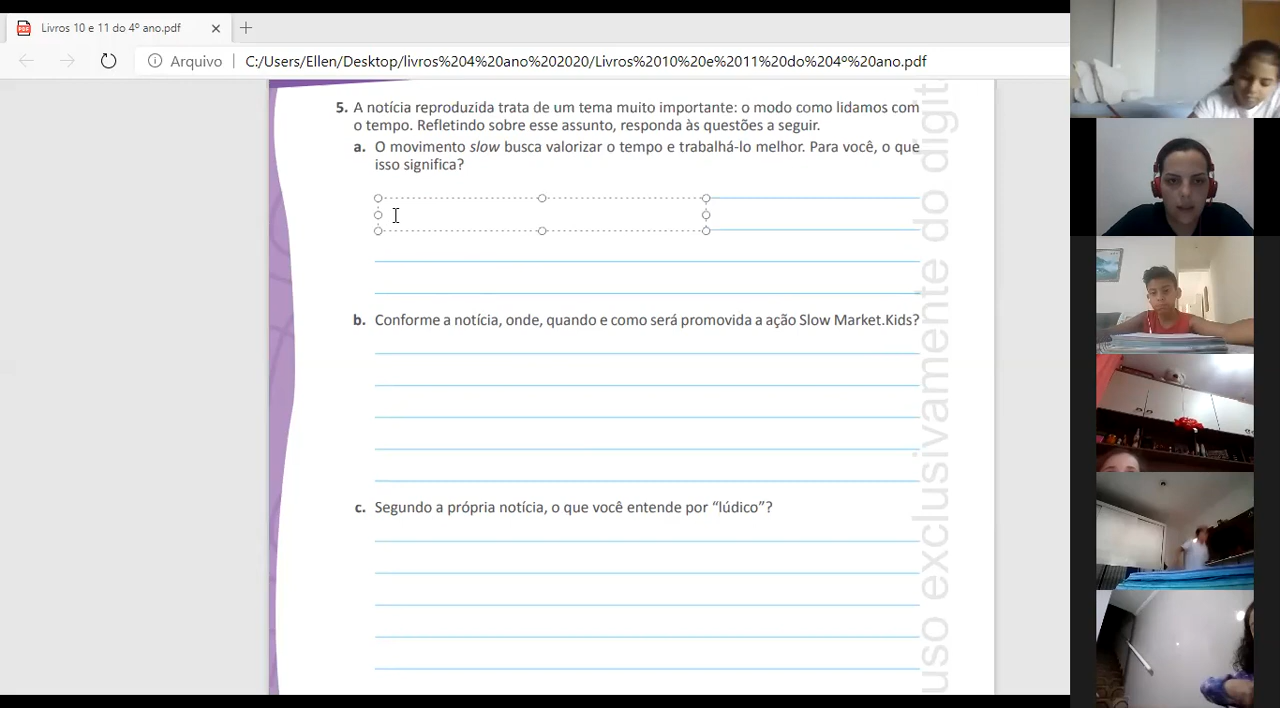 Livros 10 e 11 do 4º ano.pdf
Arquivo
C:/Users/Ellen/Desktop/livros%204%20ano%202020/Livros%2010%20e%2011%20do%204º%20ano.pdf
5. A notícia reproduzida trata de um tema muito importante: o modo como lidamos com
o tempo. Refletindo sobre esse assunto, responda às questões a seguir.
a. O movimento slow busca valorizar o tempo e trabalhá-lo melhor. Para você, o que
isso significa?
b. Conforme a notícia, onde, quando e como será promovida a ação Slow Market.Kids?
c. Segundo a própria notícia, o que você entende por “lúdico”?
uso exclusivamente do digit